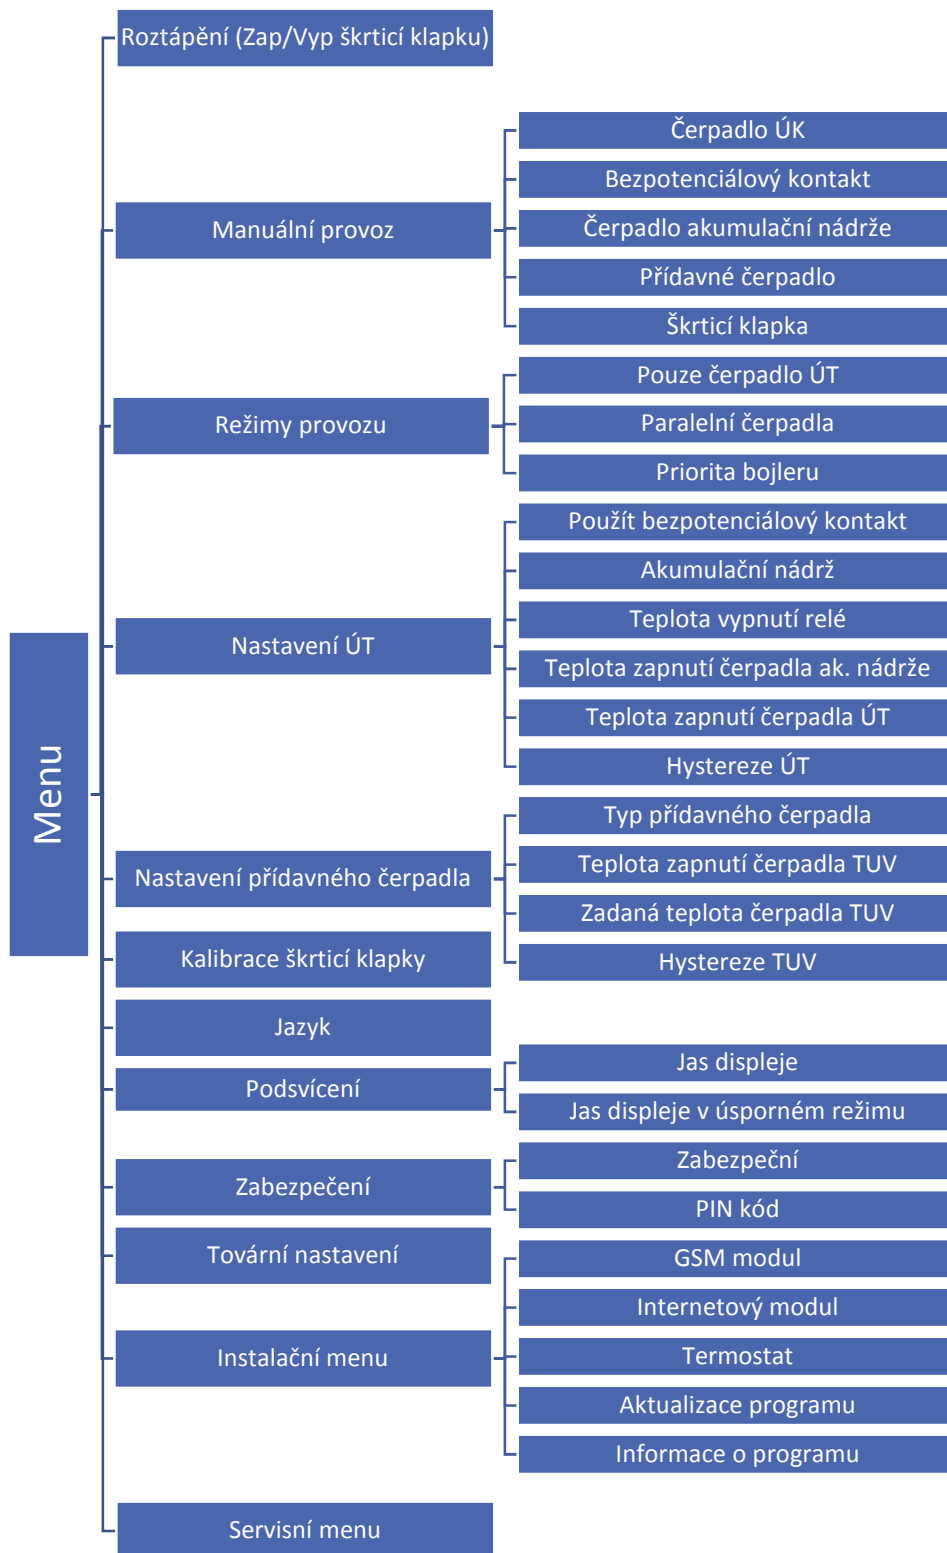 Menu
Roztápění (Zap/Vyp škrticí klapku)
Manuální provoz
Čerpadlo ÚK
Bezpotenciálový kontakt
Čerpadlo akumulační nádrže
Přídavné čerpadlo
Škrticí klapka
Režimy provozu
Pouze čerpadlo ÚT
Paralelní čerpadla
Priorita bojleru
Nastavení ÚT
Použít bezpotenciálový kontakt
Akumulační nádrž
Teplota vypnutí relé
Teplota zapnutí čerpadla ak. nádrže
Teplota zapnutí čerpadla ÚT
Hystereze ÚT
Nastavení přídavného čerpadla
Typ přídavného čerpadla
Teplota zapnutí čerpadla TUV
Zadaná teplota čerpadla TUV
Hystereze TUV
Kalibrace škrticí klapky
Jazyk
Podsvícení
Jas displeje
Jas displeje v úsporném režimu
Zabezpečení
Zabezpeční
PIN kód
Tovární nastavení
Instalační menu
GSM modul
Internetový modul
Termostat
Aktualizace programu
Informace o programu
Servisní menu